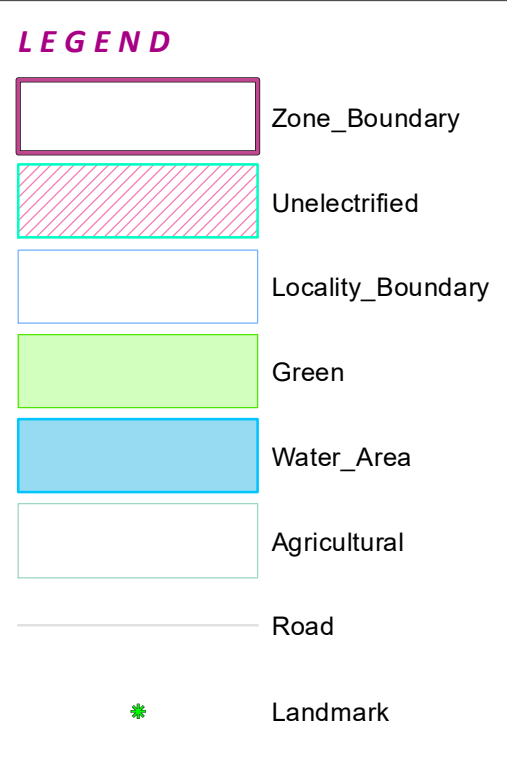 LEGEND
Zone_Boundary
Unelectrified
Locality_Boundary
Green
Water_Area
Agricultural
Road
Landmark